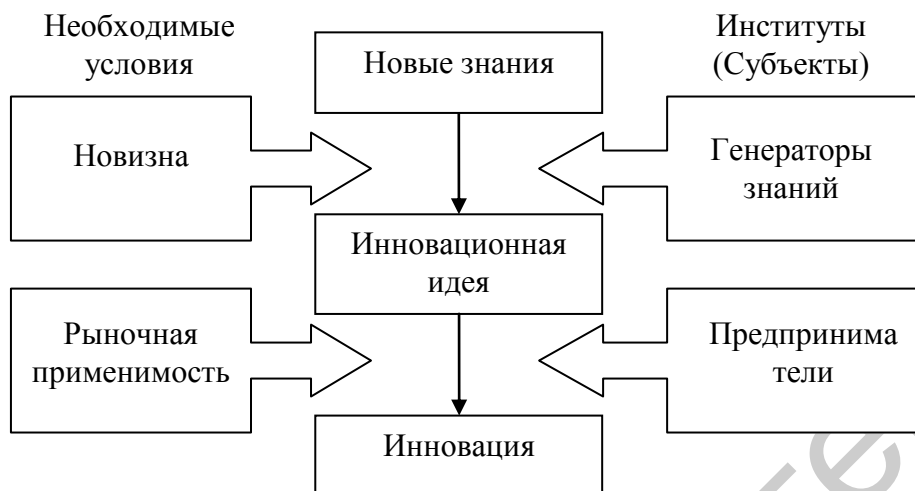 Необходимые
условия
Институты
(Субъекты)
Новые знания
Новизна
Генераторы
знаний
Инновационная
идея
Рыночная
применимость
Предпринима
тели
Инновация